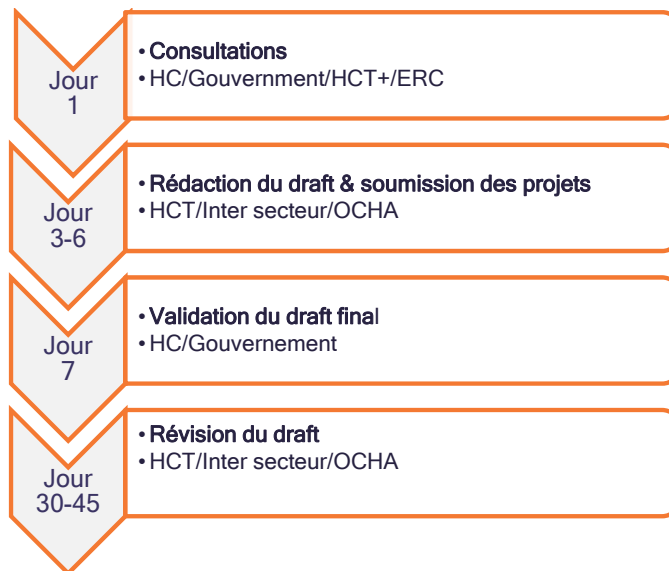 Jour
1
• Consultations
• HC/Gouvernment/HCT+/ERC
Jour
3-6
• Rédaction du draft & soumission des projets
• HCT/Inter secteur/OCHA
Jour
7
• Validation du draft final
• HC/Gouvernement
Jour
30-45
• Révision du draft
• HCT/Inter secteur/OCHA